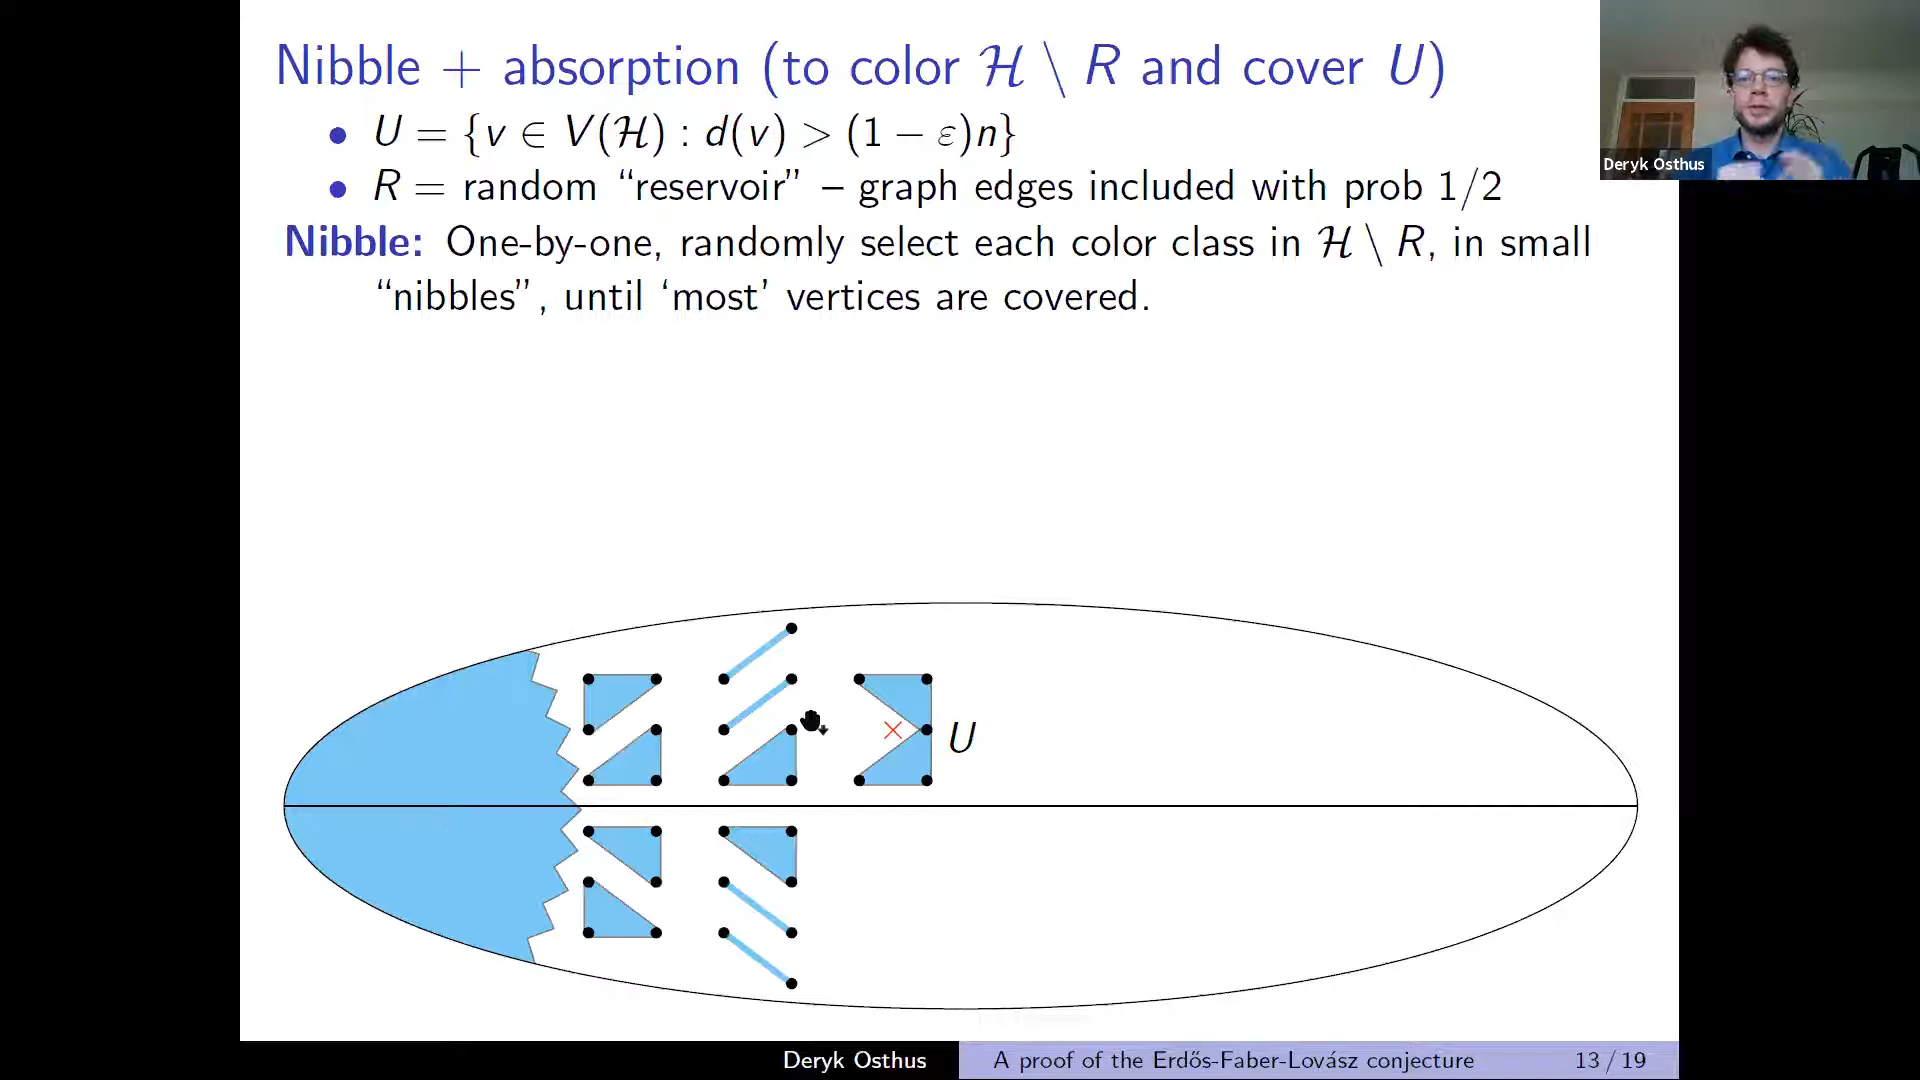 Nibble + absorption (to color ℋ \ R and cover U)
• U = {v ∈ V(ℋ) : d(v) > (1 − ε)n}
• R = random “reservoir” – graph edges included with prob 1/2
Nibble: One-by-one, randomly select each color class in ℋ \ R, in small
“nibbles”, until ‘most’ vertices are covered.
Deryk Osthus
U
Deryk Osthus A proof of the Erdős-Faber-Lovász conjecture 13 / 19